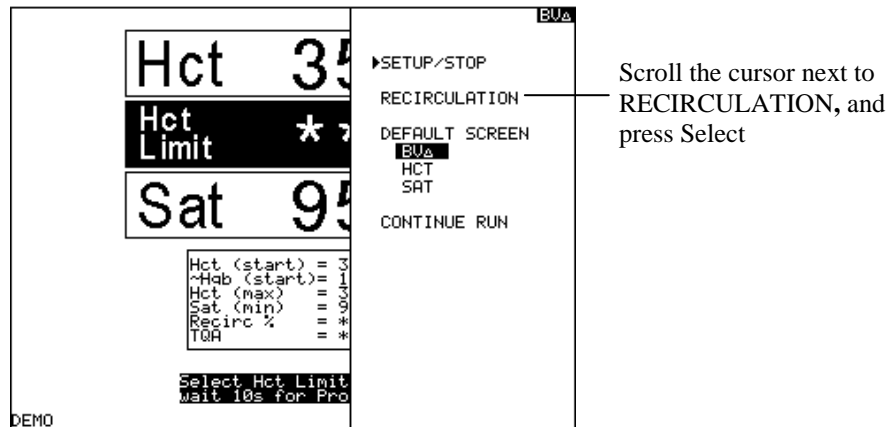 BV△
Hct 35
Hct
Limit **
Sat 95
Hct (start) = 3
~Hgb (start)= 1
Hct (max) = 3
Sat (min) = 9
Recirc % = *
TQA = *
Select Hct Limit
wait 10s for Pro
DEMO
▶SETUP/STOP
RECIRCULATION
DEFAULT SCREEN
BV△
HCT
SAT
CONTINUE RUN
Scroll the cursor next to
RECIRCULATION, and
press Select